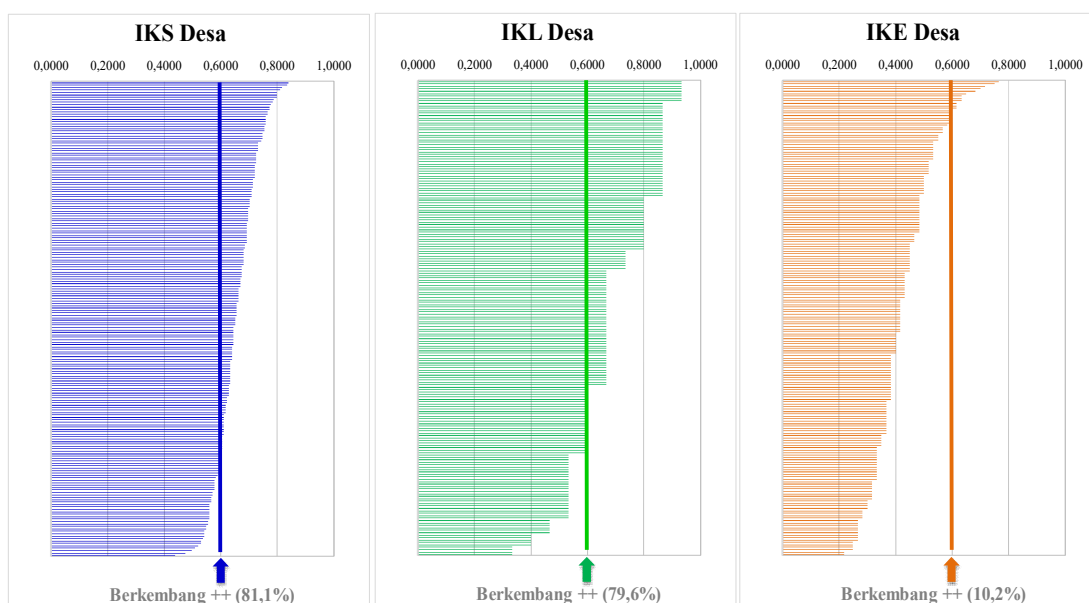 IKS Desa
0,0000 0,2000 0,4000 0,6000 0,8000 1,0000
Berkembang ++ (81,1%)
IKL Desa
0,0000 0,2000 0,4000 0,6000 0,8000 1,0000
Berkembang ++ (79,6%)
IKE Desa
0,0000 0,2000 0,4000 0,6000 0,8000 1,0000
Berkembang ++ (10,2%)